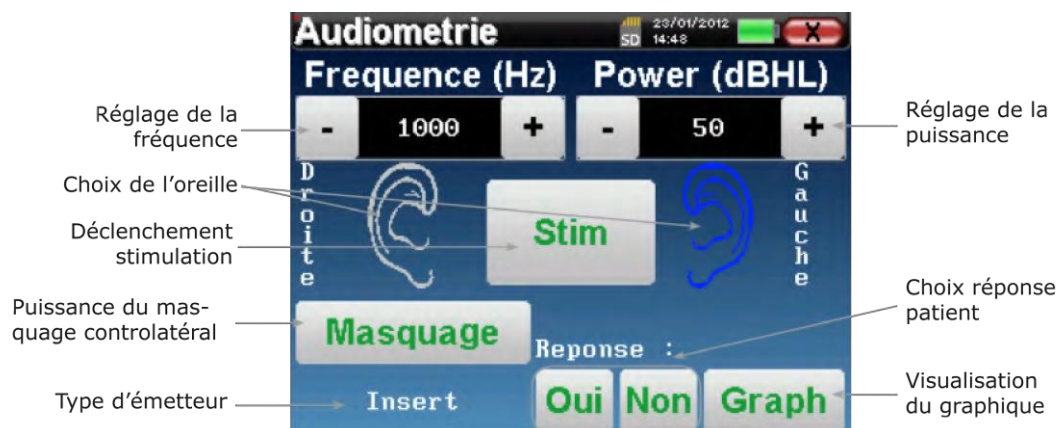 Audiometrie
SD
23/01/2012
14:48
X
Frequence (Hz)
Power (dBHL)
- 1000 +
- 50 +
Réglage de la
fréquence
Réglage de la
puissance
Choix de l'oreille
Droite
Gauche
Stim
Déclenchement
stimulation
Puissance du mas-
quage controlatéral
Masquage
Choix réponse
patient
Reponse :
Type d'émetteur
Insert
Oui
Non
Graph
Visualisation
du graphique